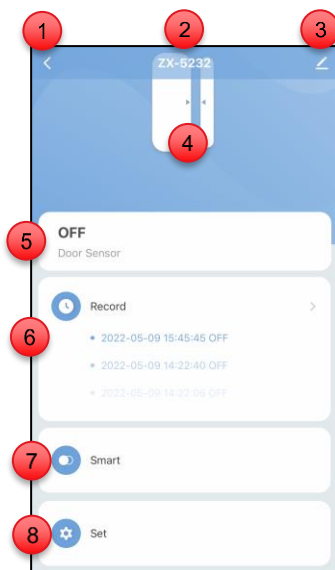 1
2
3
ZX-5232
4
5
OFF
Door Sensor
6
Record
2022-05-09 15:45:45 OFF
2022-05-09 14:22:40 OFF
2022-05-09 14:22:08 OFF
7
Smart
8
Set